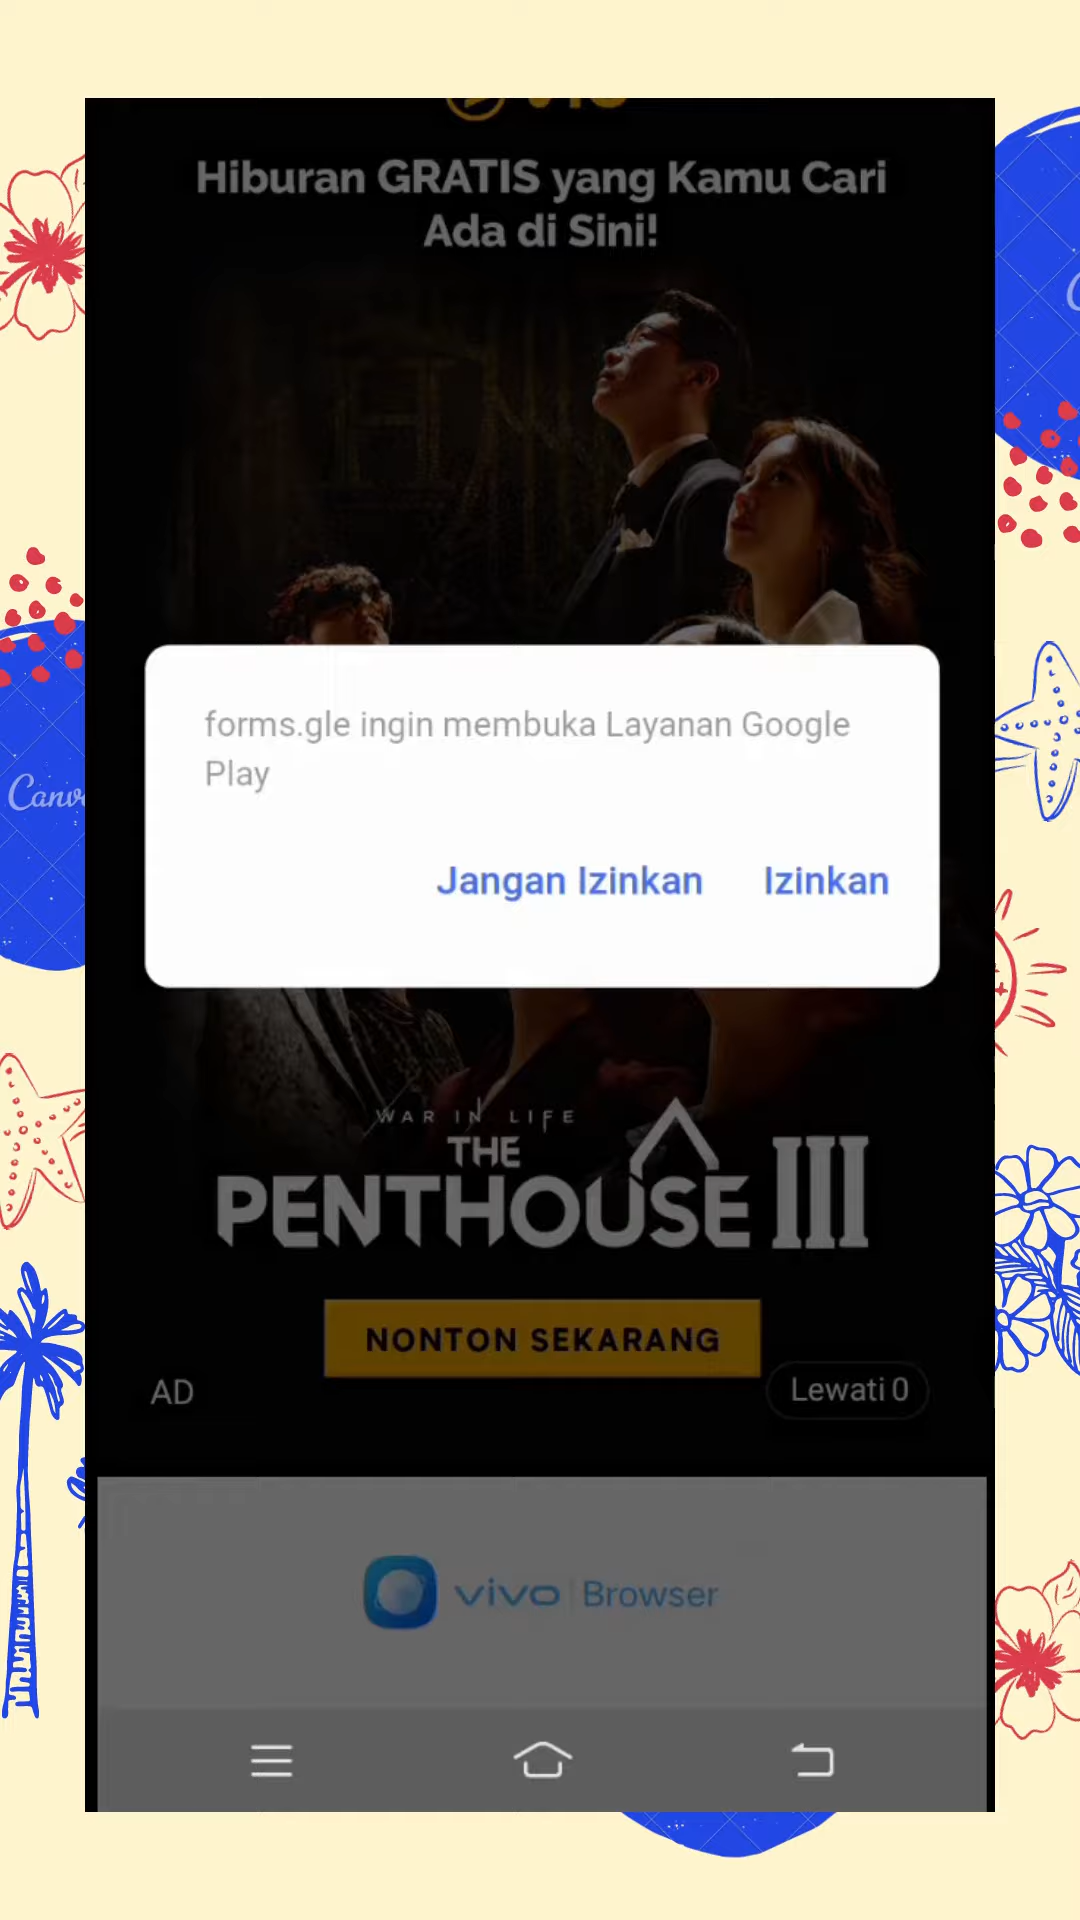 Hiburan GRATIS yang Kamu Cari
Ada di Sini!
forms.gle ingin membuka Layanan Google
Play
Jangan Izinkan Izinkan
WAR IN LIFE
THE
PENTHOUSE III
NONTON SEKARANG
AD
Lewati 0
vivo Browser